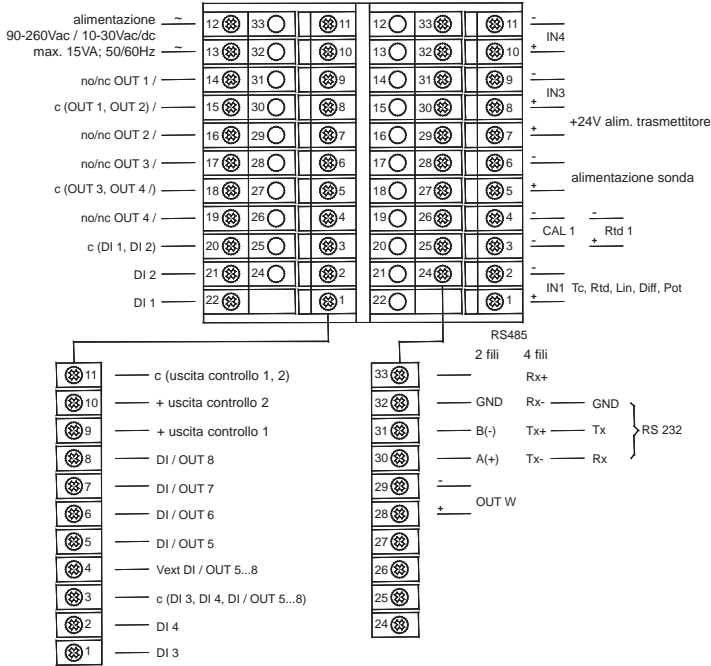 alimentazione ~
90-260Vac / 10-30Vac/dc
max. 15VA; 50/60Hz ~
no/nc OUT 1 /
c (OUT 1, OUT 2) /
no/nc OUT 2 /
no/nc OUT 3 /
c (OUT 3, OUT 4 /)
no/nc OUT 4 /
c (DI 1, DI 2)
DI 2
DI 1
12 33 11
13 32 10
14 31 9
15 30 8
16 29 7
17 28 6
18 27 5
19 26 4
20 25 3
21 24 2
22 1
12 33 11
13 32 10
14 31 9
15 30 8
16 29 7
17 28 6
18 27 5
19 26 4
20 25 3
21 24 2
22 1
-
IN4
+
-
IN3
+
+ +24V alim. trasmettitore
-
alimentazione sonda
+
- -
CAL 1 Rtd 1
- +
-
IN1 Tc, Rtd, Lin, Diff, Pot
+
11 c (uscita controllo 1, 2)
10 + uscita controllo 2
9 + uscita controllo 1
8 DI / OUT 8
7 DI / OUT 7
6 DI / OUT 6
5 DI / OUT 5
4 Vext DI / OUT 5...8
3 c (DI 3, DI 4, DI / OUT 5...8)
2 DI 4
1 DI 3
RS485
2 fili 4 fili
33 Rx+
32 GND Rx- GND
31 B(-) Tx+ Tx RS 232
30 A(+) Tx- Rx
29 -
OUT W
28 +
27
26
25
24